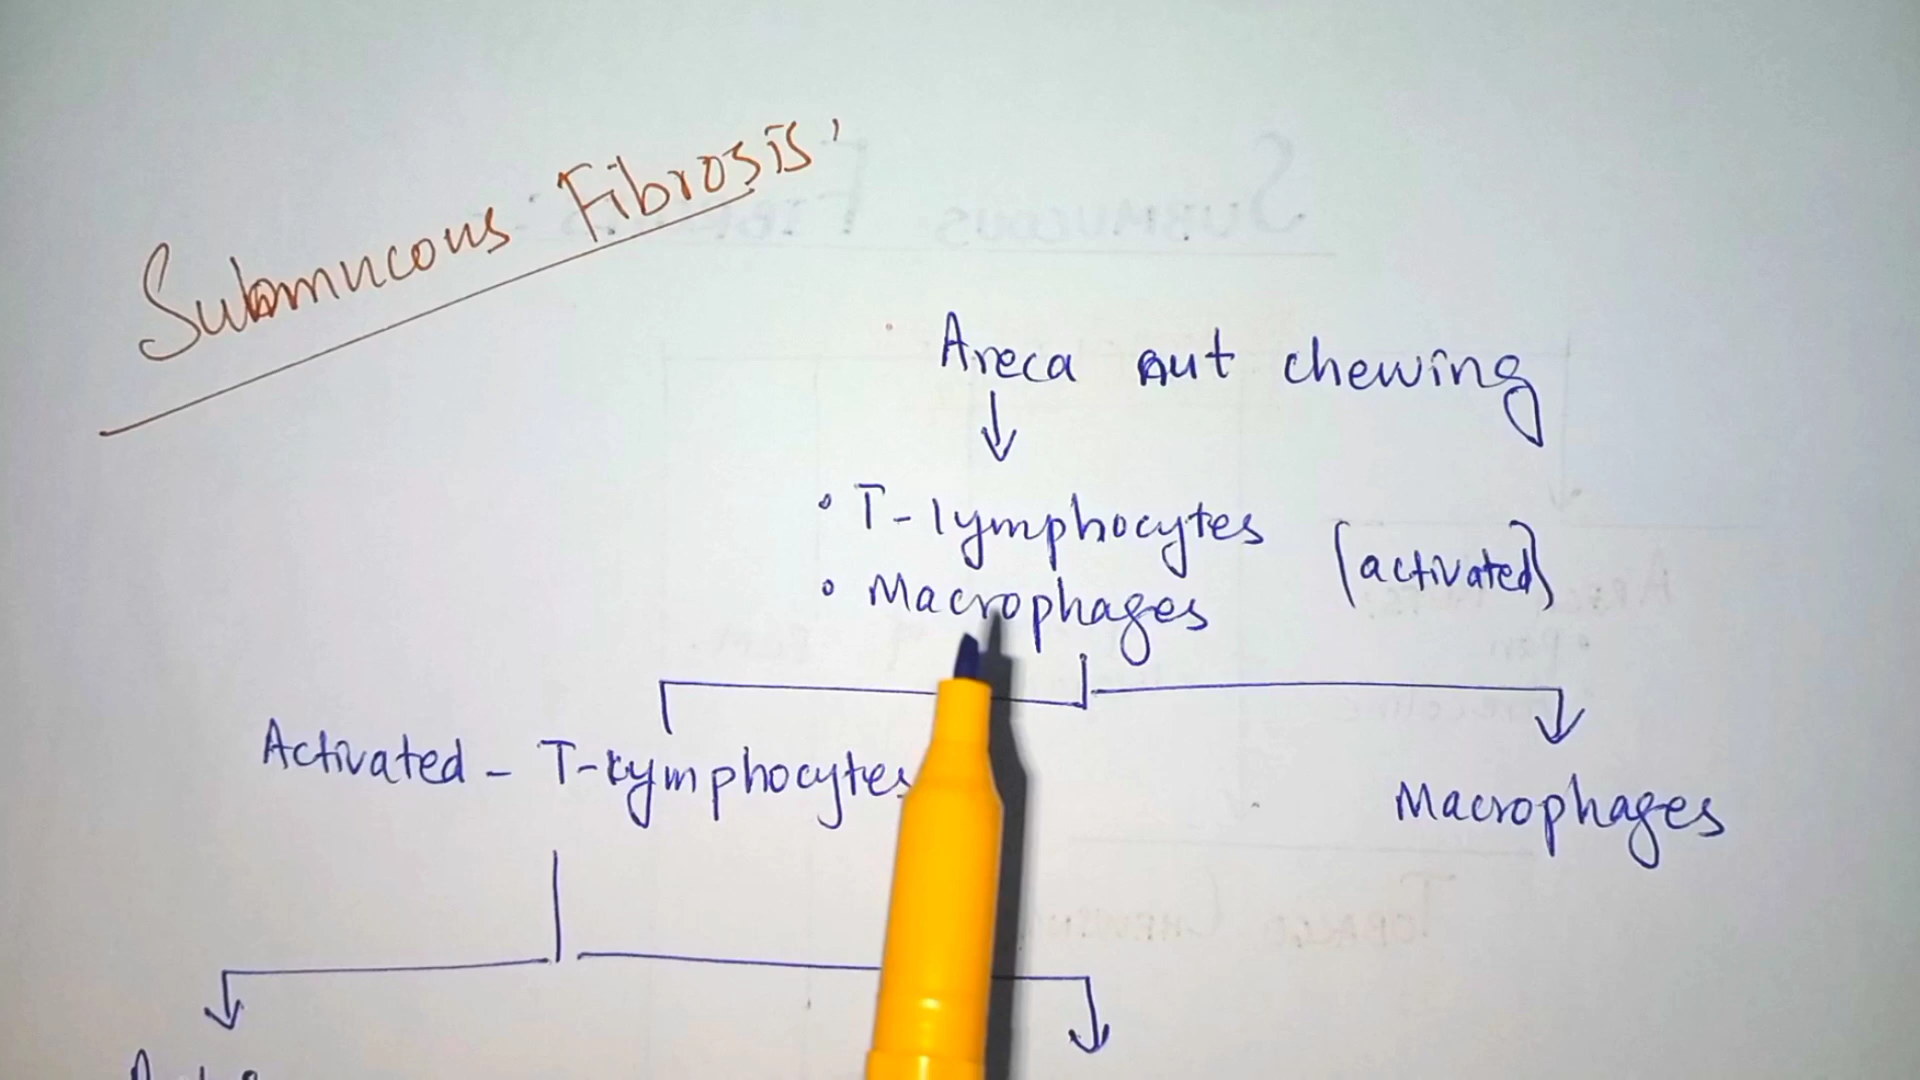 Submucous Fibrosis
Areca nut chewing
• T-lymphocytes
(activated)
• Macrophages
Activated - T-lymphocytes
Macrophages